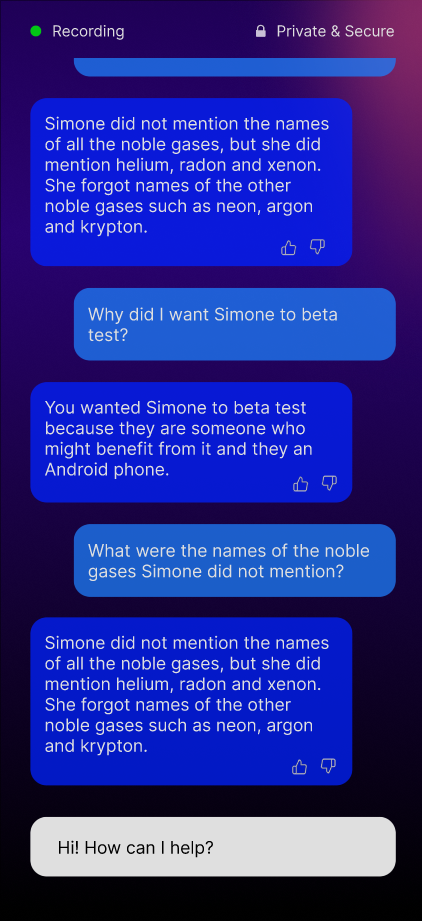 Recording
Private & Secure
Simone did not mention the names
of all the noble gases, but she did
mention helium, radon and xenon.
She forgot names of the other
noble gases such as neon, argon
and krypton.
Why did I want Simone to beta
test?
You wanted Simone to beta test
because they are someone who
might benefit from it and they an
Android phone.
What were the names of the noble
gases Simone did not mention?
Simone did not mention the names
of all the noble gases, but she did
mention helium, radon and xenon.
She forgot names of the other
noble gases such as neon, argon
and krypton.
Hi! How can I help?